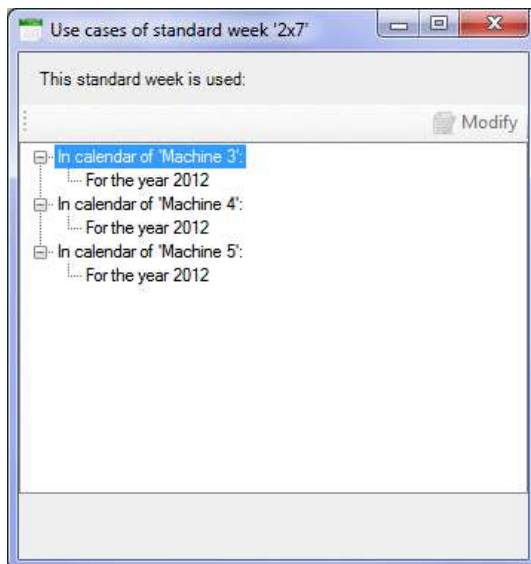 Use cases of standard week '2x7'
This standard week is used:
Modify
In calendar of 'Machine 3':
For the year 2012
In calendar of 'Machine 4':
For the year 2012
In calendar of 'Machine 5':
For the year 2012